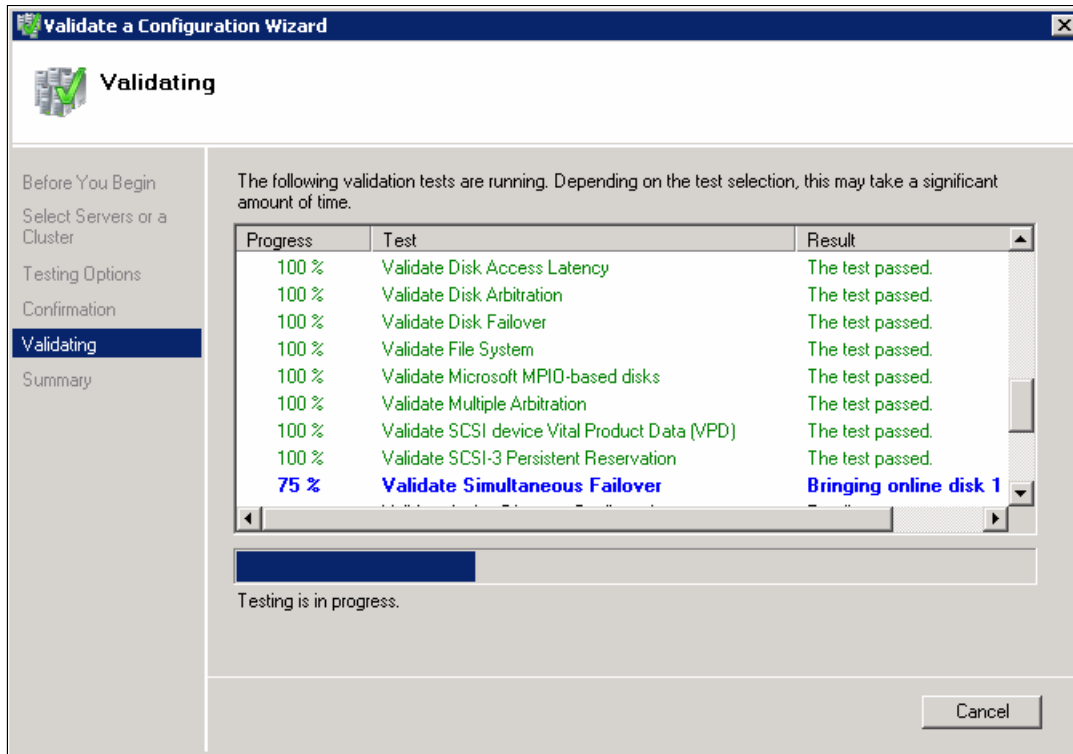 Validate a Configuration Wizard
Validating
Before You Begin
Select Servers or a
Cluster
Testing Options
Confirmation
Validating
Summary
The following validation tests are running. Depending on the test selection, this may take a significant
amount of time.
Progress Test Result
100 % Validate Disk Access Latency The test passed.
100 % Validate Disk Arbitration The test passed.
100 % Validate Disk Failover The test passed.
100 % Validate File System The test passed.
100 % Validate Microsoft MPIO-based disks The test passed.
100 % Validate Multiple Arbitration The test passed.
100 % Validate SCSI device Vital Product Data (VPD) The test passed.
100 % Validate SCSI-3 Persistent Reservation The test passed.
75 % Validate Simultaneous Failover Bringing online disk 1
Testing is in progress.
Cancel